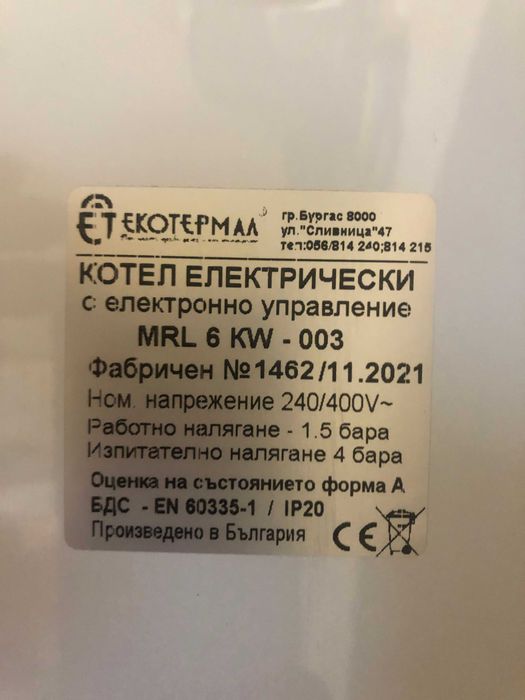 ЕКОТЕРМАЛ®
гр.Бургас 8000
ул."Сливница"47
тел:056/814 240;814 215
КОТЕЛ ЕЛЕКТРИЧЕСКИ
с електронно управление
MRL 6 KW - 003
Фабричен №1462/11.2021
Ном. напрежение 240/400V~
Работно налягане - 1.5 бара
Изпитателно налягане 4 бара
Оценка на състоянието форма А
БДС - EN 60335-1 / IP20
Произведено в България
CE